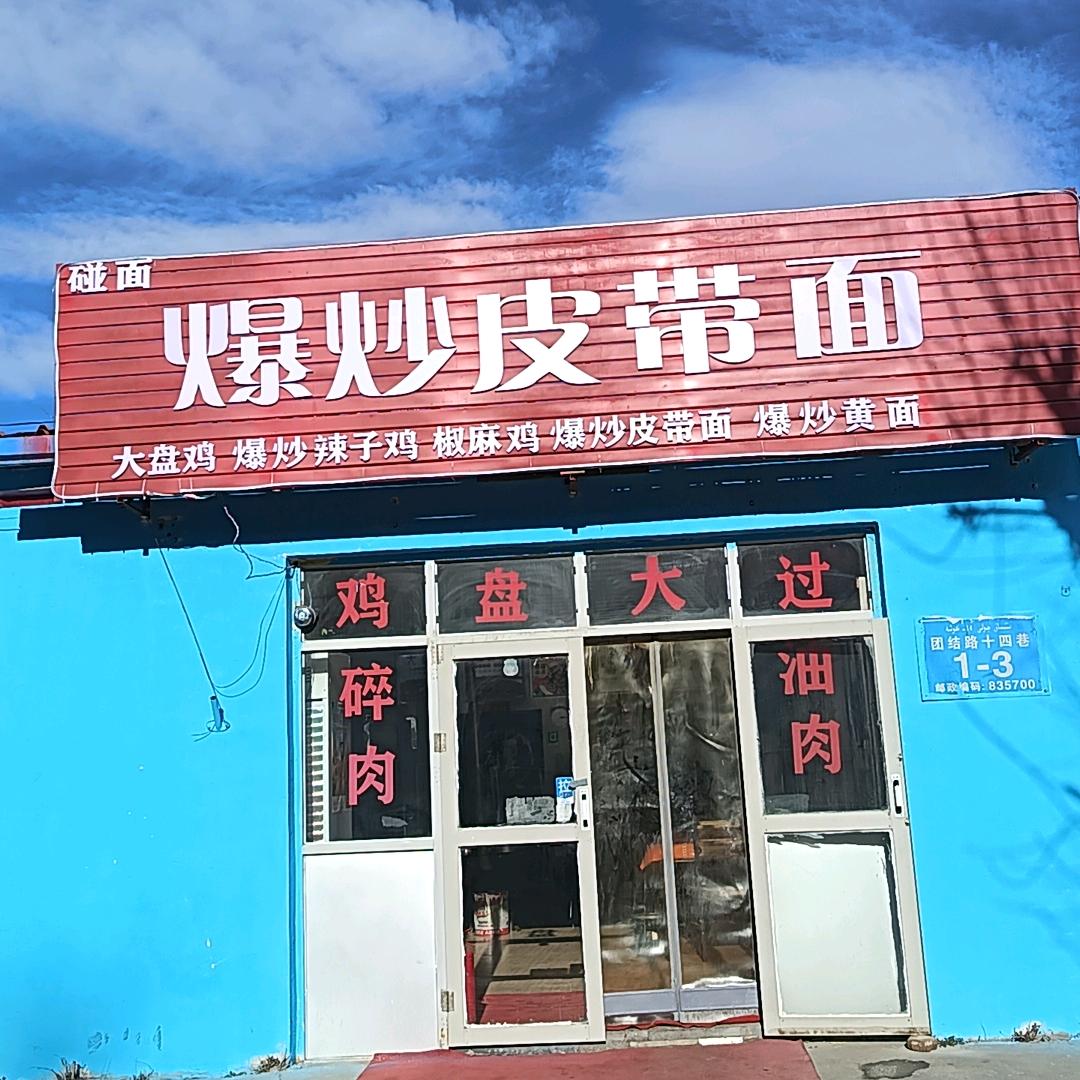 碰面
爆炒皮带面
大盘鸡 爆炒辣子鸡 椒麻鸡 爆炒皮带面 爆炒黄面
鸡盘大过
碎肉
油肉
拉
团结路十四巷
1-3
邮政编码: 835700